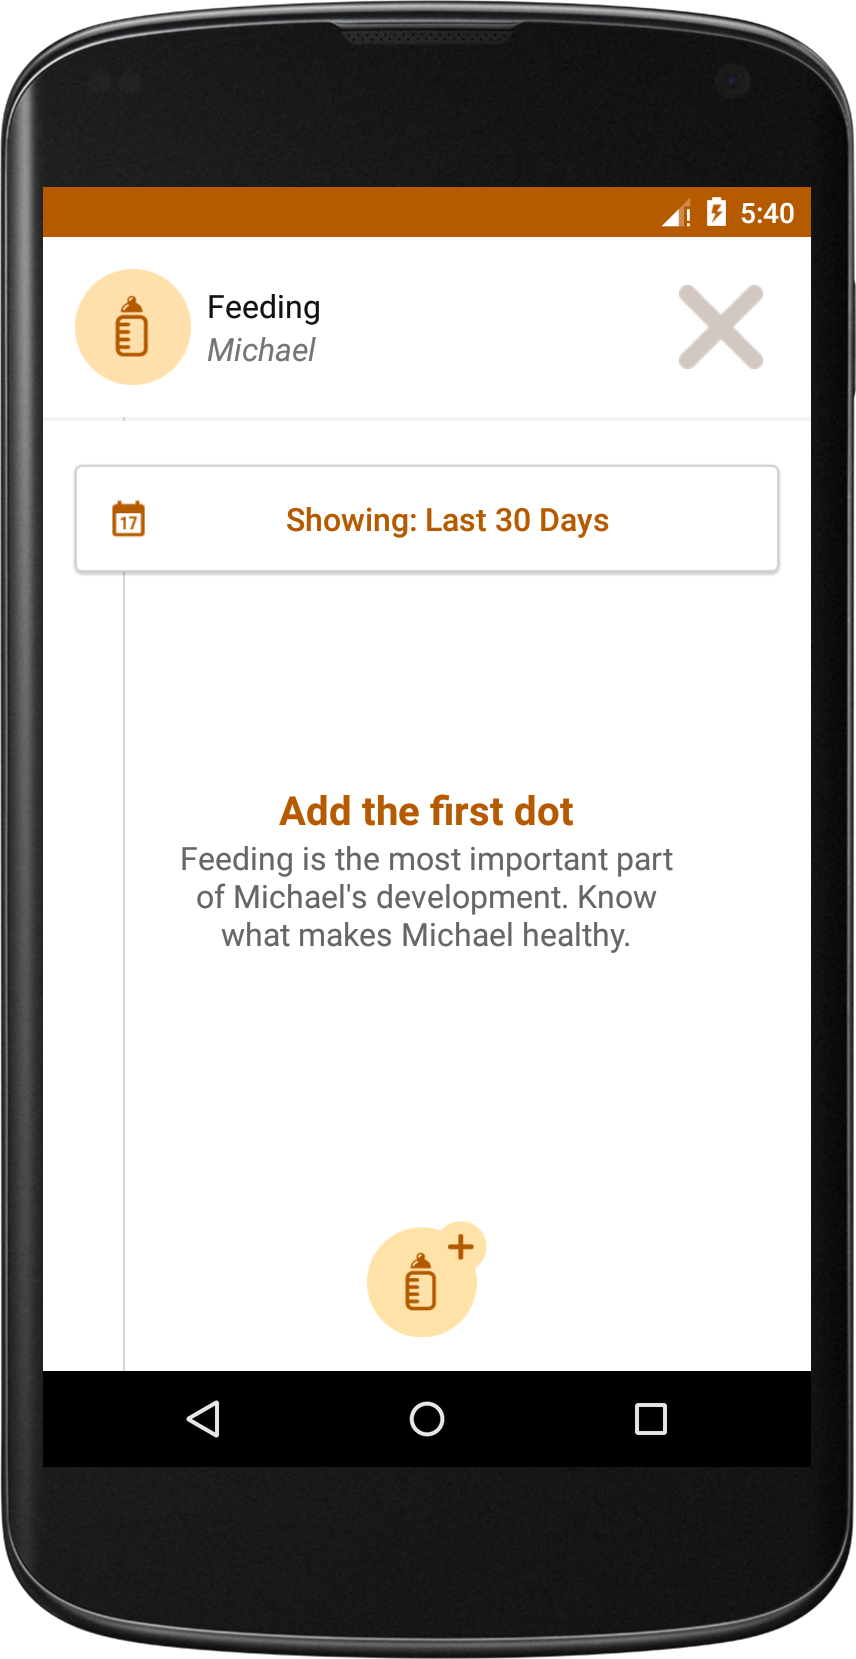 5:40
Feeding
Michael
17
Showing: Last 30 Days
Add the first dot
Feeding is the most important part
of Michael's development. Know
what makes Michael healthy.